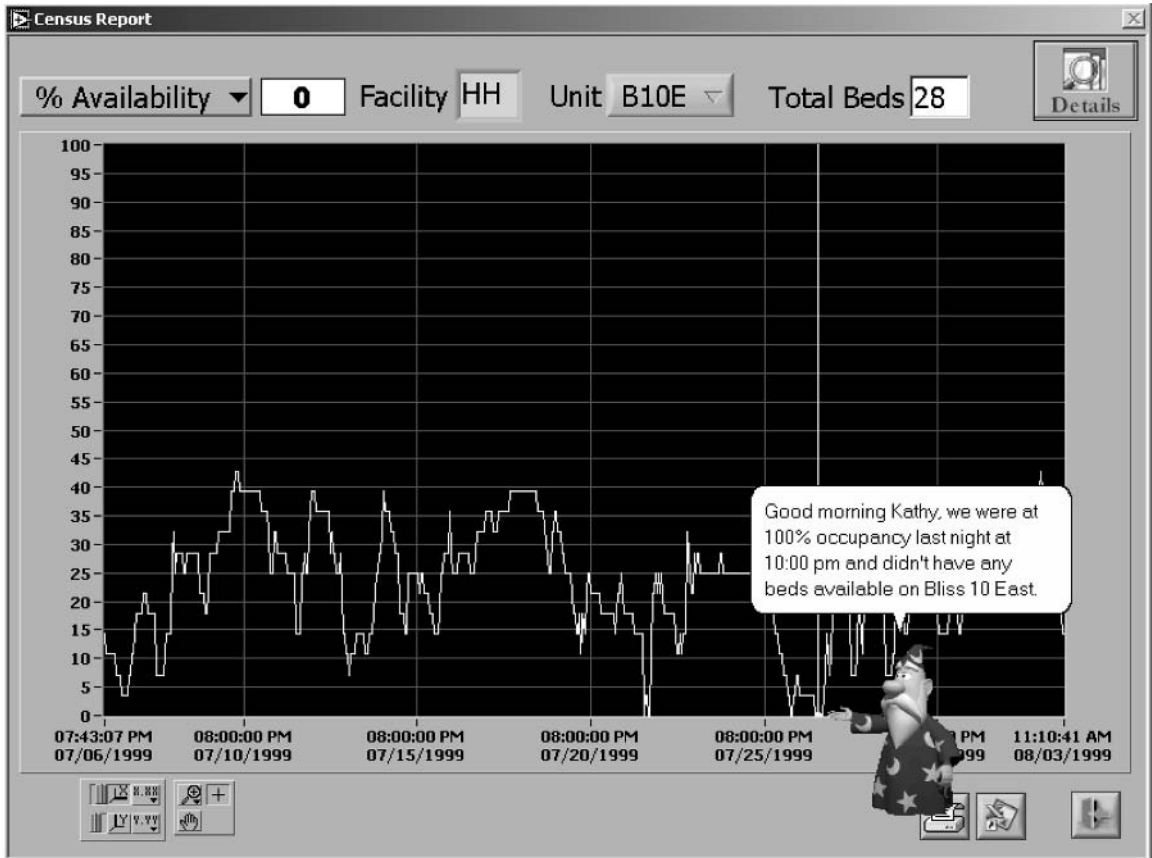 Census Report
% Availability 0 Facility HH Unit B10E Total Beds 28
Details
100
95
90
85
80
75
70
65
60
55
50
45
40
35
30
25
20
15
10
5
0
Good morning Kathy, we were at
100% occupancy last night at
10:00 pm and didn't have any
beds available on Bliss 10 East.
07:43:07 PM 08:00:00 PM 08:00:00 PM 08:00:00 PM 08:00:00 PM PM 11:10:41 AM
07/06/1999 07/10/1999 07/15/1999 07/20/1999 07/25/1999 99 08/03/1999
X 8.88
Y Y.YY